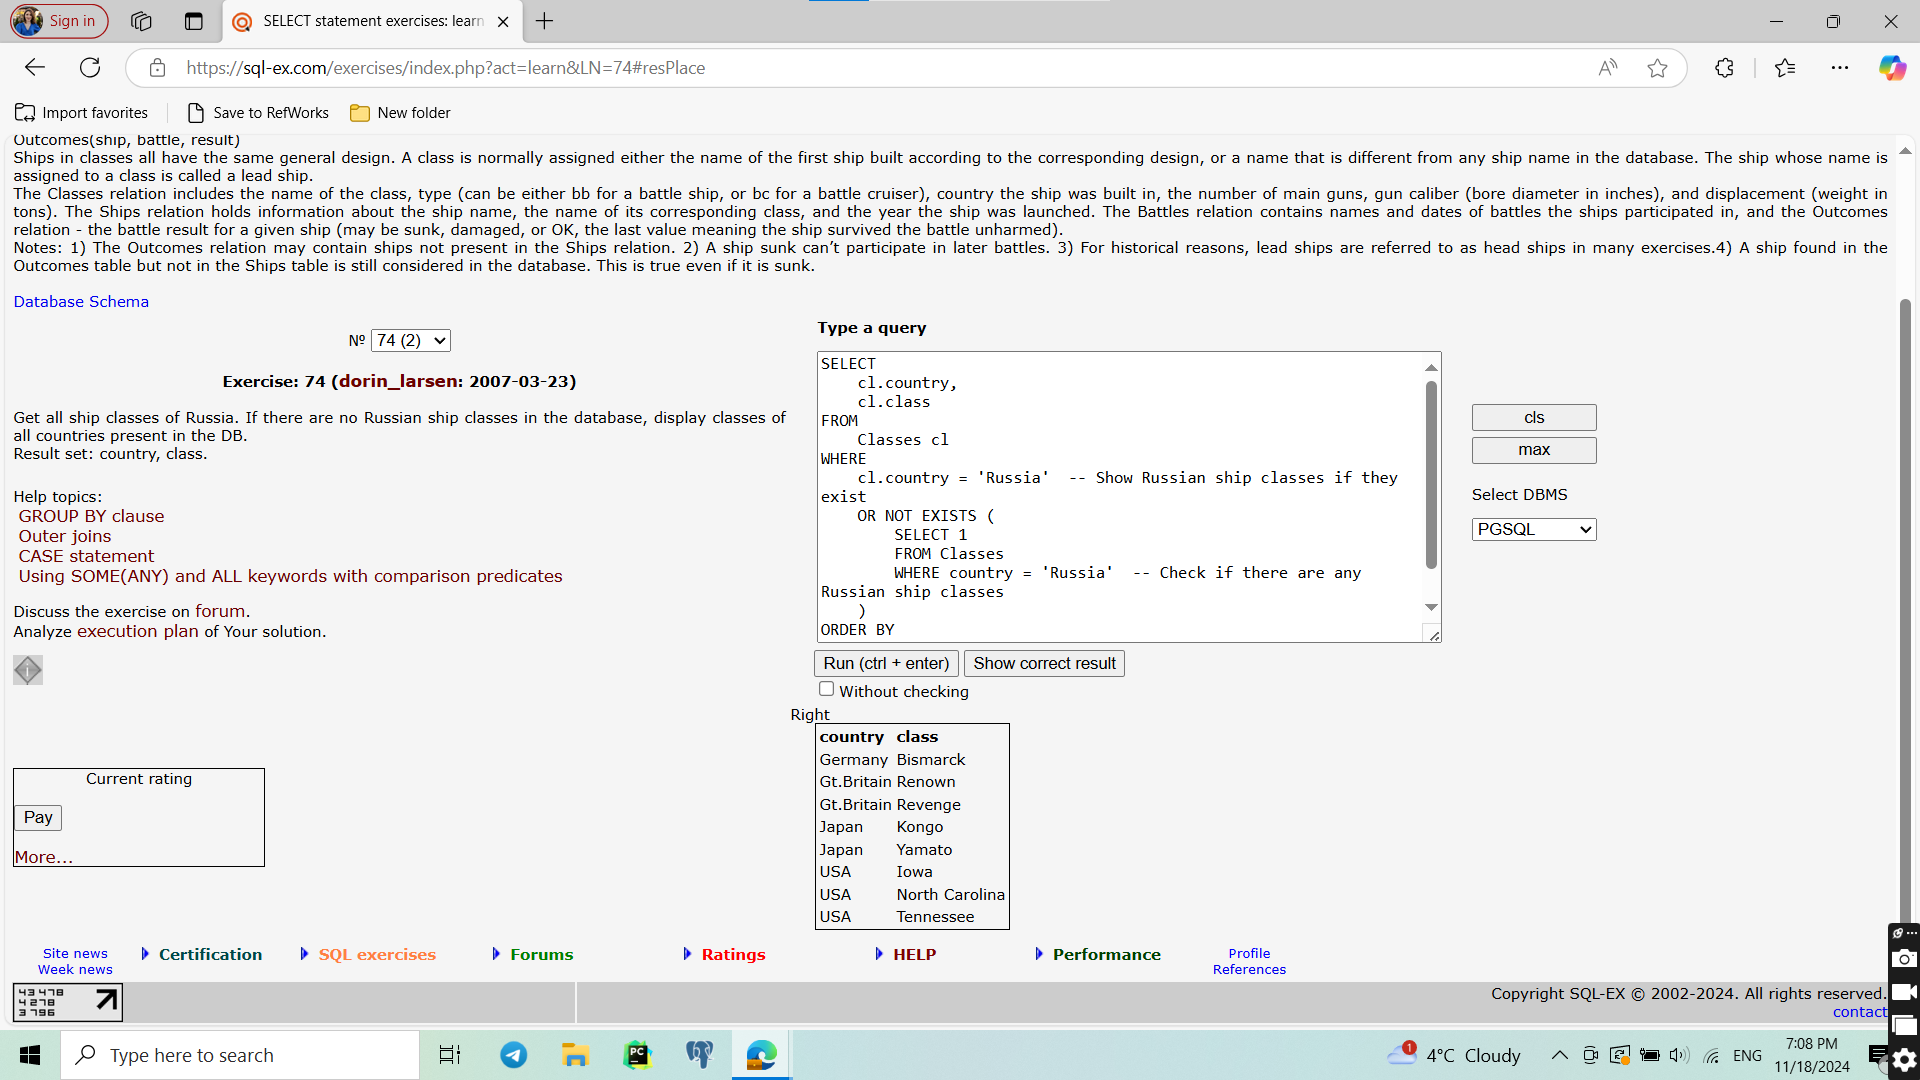 Sign in
SELECT statement exercises: learn
https://sql-ex.com/exercises/index.php?act=learn&LN=74#resPlace
Import favorites
Save to RefWorks
New folder
Outcomes(ship, battle, result)
Ships in classes all have the same general design. A class is normally assigned either the name of the first ship built according to the corresponding design, or a name that is different from any ship name in the database. The ship whose name is
assigned to a class is called a lead ship.
The Classes relation includes the name of the class, type (can be either bb for a battle ship, or bc for a battle cruiser), country the ship was built in, the number of main guns, gun caliber (bore diameter in inches), and displacement (weight in
tons). The Ships relation holds information about the ship name, the name of its corresponding class, and the year the ship was launched. The Battles relation contains names and dates of battles the ships participated in, and the Outcomes
relation - the battle result for a given ship (may be sunk, damaged, or OK, the last value meaning the ship survived the battle unharmed).
Notes: 1) The Outcomes relation may contain ships not present in the Ships relation. 2) A ship sunk can't participate in later battles. 3) For historical reasons, lead ships are referred to as head ships in many exercises.4) A ship found in the
Outcomes table but not in the Ships table is still considered in the database. This is true even if it is sunk.
Database Schema
№ 74 (2)
Exercise: 74 (dorin_larsen: 2007-03-23)
Get all ship classes of Russia. If there are no Russian ship classes in the database, display classes of
all countries present in the DB.
Result set: country, class.
Help topics:
GROUP BY clause
Outer joins
CASE statement
Using SOME(ANY) and ALL keywords with comparison predicates
Discuss the exercise on forum.
Analyze execution plan of Your solution.
Current rating
Pay
More...
Type a query
SELECT
    cl.country,
    cl.class
FROM
    Classes cl
WHERE
    cl.country = 'Russia'  -- Show Russian ship classes if they
exist
    OR NOT EXISTS (
        SELECT 1
        FROM Classes
        WHERE country = 'Russia'  -- Check if there are any
Russian ship classes
    )
ORDER BY
cls
max
Select DBMS
PGSQL
Run (ctrl + enter) Show correct result
Without checking
Right
country class
Germany Bismarck
Gt.Britain Renown
Gt.Britain Revenge
Japan Kongo
Japan Yamato
USA Iowa
USA North Carolina
USA Tennessee
Site news
Week news
Certification
SQL exercises
Forums
Ratings
HELP
Performance
Profile
References
43 478
4 278
3 796
Copyright SQL-EX © 2002-2024. All rights reserved.
contact
Type here to search
PC
1
4°C Cloudy
ENG
7:08 PM
11/18/2024